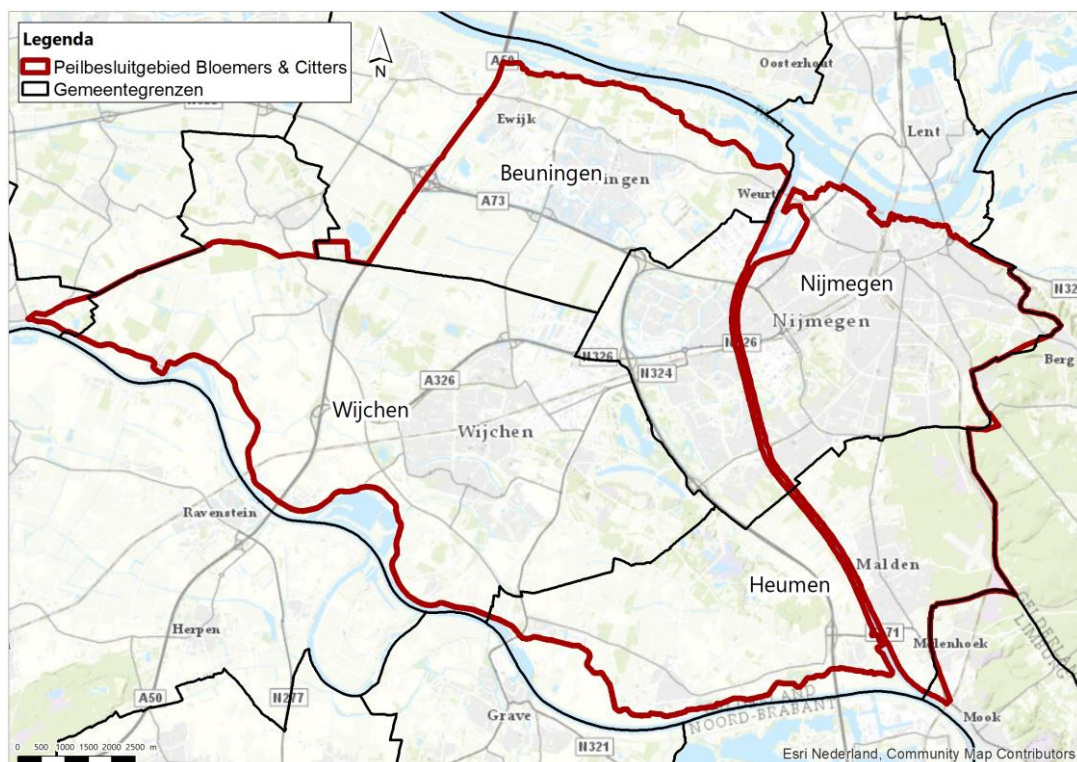 Legenda
Peilbesluitgebied Bloemers & Citters
Gemeentegrenzen
N
A50
Oosterhout
Lent
Ewijk
Beuningen
ningen
A73
Weurt
Nijmegen
Nijmegen
N326
N326
N324
A326
Berg
Wijchen
Wijchen
Ravenstein
Malden
Heumen
Herpen
Molenhoek
GELDERLAND
LIMBURG
A50
N277
Grave
NOORD-BRABANT
Mook
N321
0 500 1000 1500 2000 2500 m
Esri Nederland, Community Map Contributors